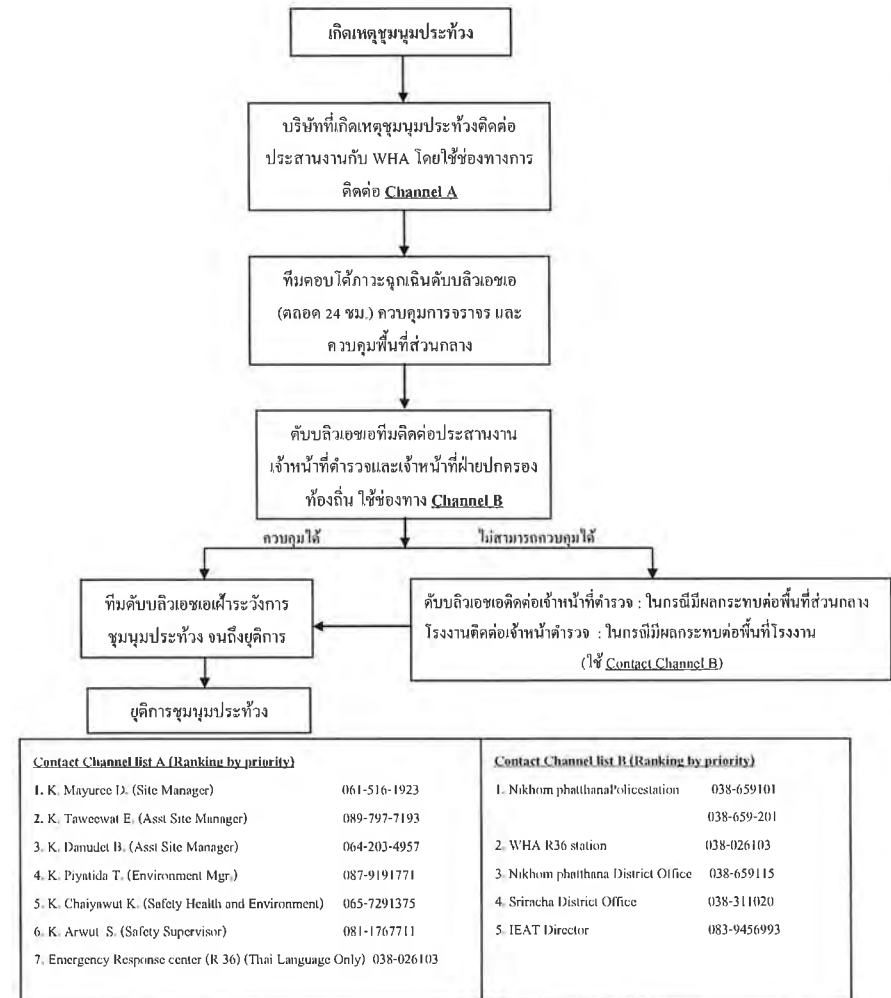 เกิดเหตุชุมนุมประท้วง
บริษัทที่เกิดเหตุชุมนุมประท้วงติดต่อ
ประสานงานกับ WHA โดยใช้ช่องทางการ
ติดต่อ Channel A
ทีมตอบโต้ภาวะฉุกเฉินดับบลิวเอชเอ
(ตลอด 24 ชม.) ควบคุมการจราจร และ
ควบคุมพื้นที่ส่วนกลาง
ดับบลิวเอชเอทีมติดต่อประสานงาน
เจ้าหน้าที่ตำรวจและเจ้าหน้าที่ฝ่ายปกครอง
ท้องถิ่น ใช้ช่องทาง Channel B
ควบคุมได้
ไม่สามารถควบคุมได้
ทีมดับบลิวเอชเอเฝ้าระวังการ
ชุมนุมประท้วง จนถึงยุติการ
ดับบลิวเอชเอติดต่อเจ้าหน้าที่ตำรวจ : ในกรณีมีผลกระทบต่อพื้นที่ส่วนกลาง
โรงงานติดต่อเจ้าหน้าตำรวจ : ในกรณีมีผลกระทบต่อพื้นที่โรงงาน
(ใช้ Contact Channel B)
ยุติการชุมนุมประท้วง
Contact Channel list A (Ranking by priority)
1. K. Mayuree D. (Site Manager) 061-516-1923
2. K. Taweewat E. (Asst Site Manager) 089-797-7193
3. K. Danudet B. (Asst Site Manager) 064-203-4957
4. K. Piyatida T. (Environment Mgr.) 087-9191771
5. K. Chaiyawut K. (Safety Health and Environment) 065-7291375
6. K. Arwut S. (Safety Supervisor) 081-1767711
7. Emergency Response center (R 36) (Thai Language Only) 038-026103
Contact Channel list B (Ranking by priority)
1. Nikhom phatthanaPolicestation 038-659101
038-659-201
2. WHA R36 station 038-026103
3. Nikhom phatthana District Office 038-659115
4. Sriracha District Office 038-311020
5. IEAT Director 083-9456993